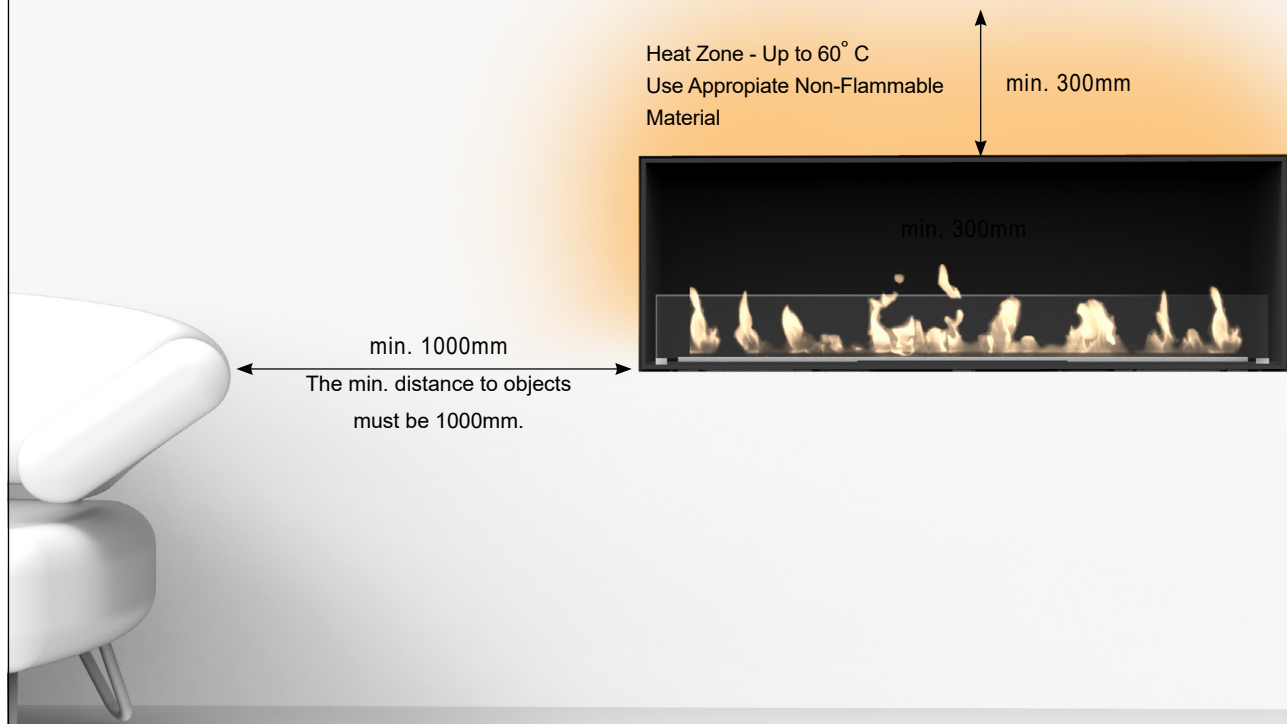 Heat Zone - Up to 60° C
Use Appropiate Non-Flammable
Material
min. 300mm
min. 300mm
min. 1000mm
The min. distance to objects
must be 1000mm.